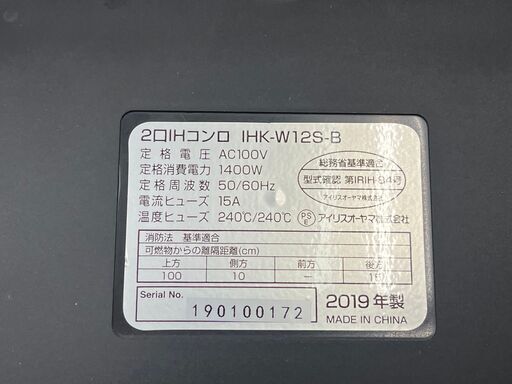 2口IHコンロ IHK-W12S-B
定格電圧 AC100V
定格消費電力 1400W
定格周波数 50/60Hz
電流ヒューズ 15A
温度ヒューズ 240℃/240℃
総務省基準適合
型式確認 第IRIH-94号
アイリスオーヤマ株式会社
PSE アイリスオーヤマ株式会社
消防法 基準適合
可燃物からの離隔距離(cm)
上方 側方 前方 後方
100 10 —
Serial No. 190100172
2019年製
MADE IN CHINA